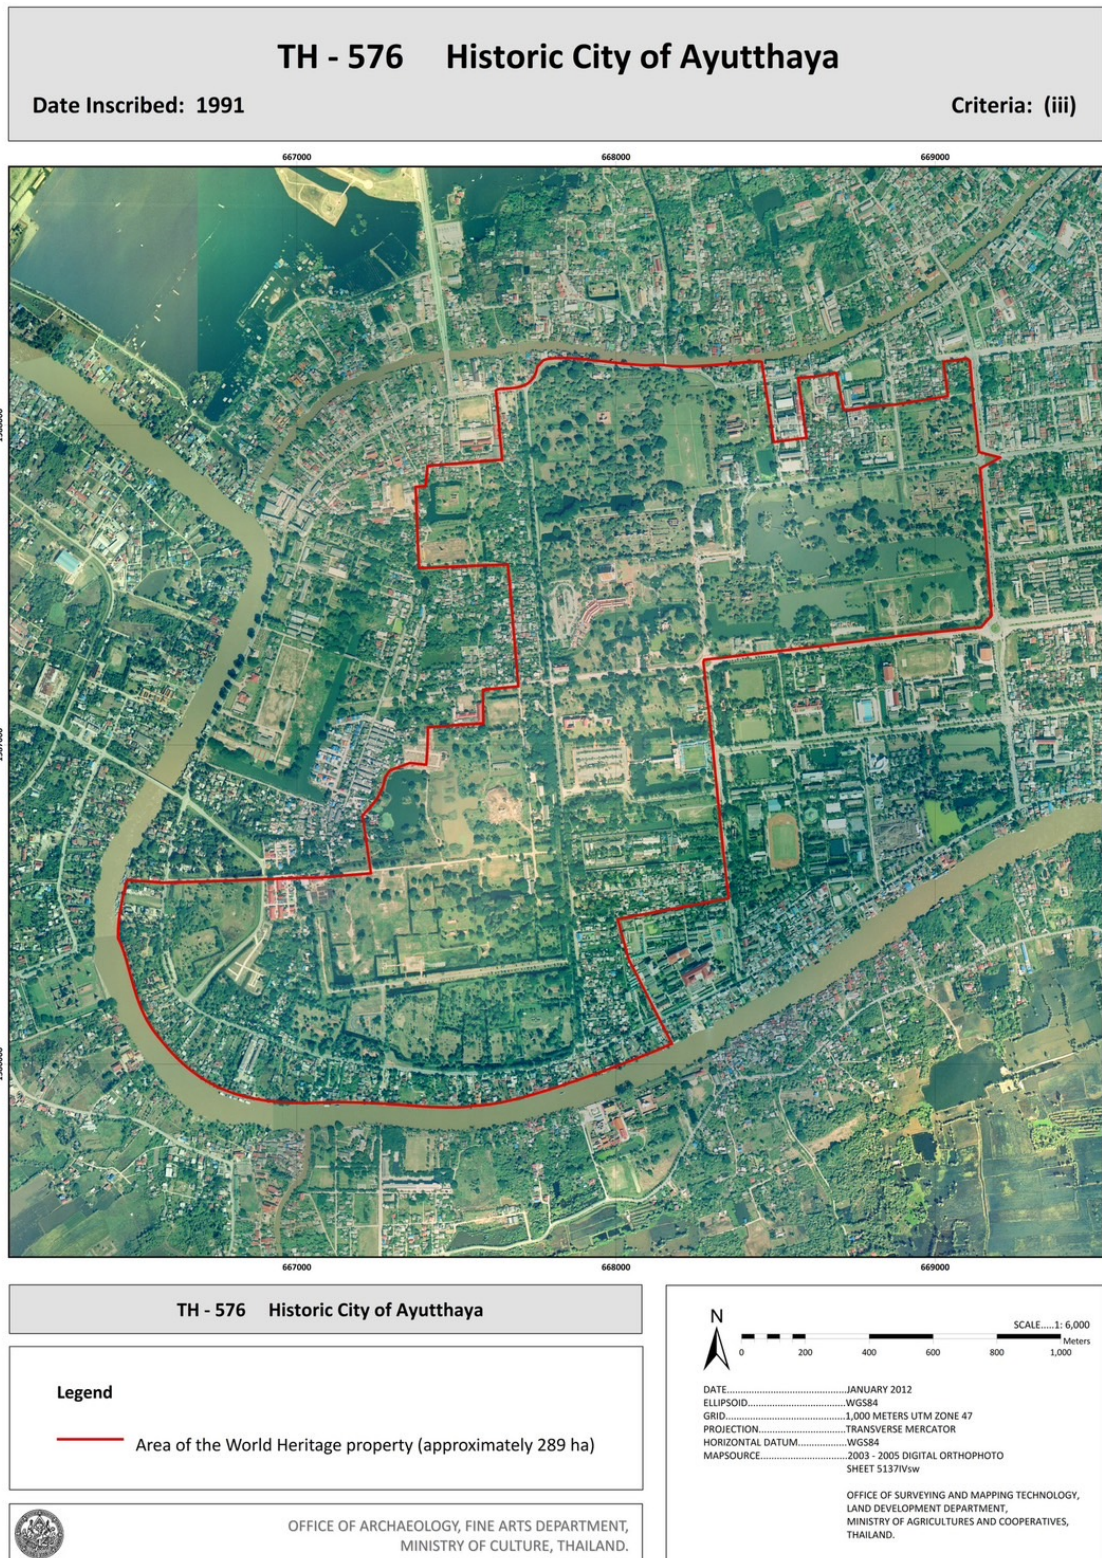 TH - 576 Historic City of Ayutthaya
Date Inscribed: 1991
Criteria: (iii)
667000
668000
669000
667000
668000
669000
TH - 576 Historic City of Ayutthaya
Legend
Area of the World Heritage property (approximately 289 ha)
OFFICE OF ARCHAEOLOGY, FINE ARTS DEPARTMENT,
MINISTRY OF CULTURE, THAILAND.
N
SCALE.....1: 6,000
Meters
0 200 400 600 800 1,000
DATE..............................JANUARY 2012
ELLIPSOID.........................WGS84
GRID..............................1,000 METERS UTM ZONE 47
PROJECTION........................TRANSVERSE MERCATOR
HORIZONTAL DATUM..............WGS84
MAPSOURCE.........................2003 - 2005 DIGITAL ORTHOPHOTO
SHEET 5137IVsw
OFFICE OF SURVEYING AND MAPPING TECHNOLOGY,
LAND DEVELOPMENT DEPARTMENT,
MINISTRY OF AGRICULTURES AND COOPERATIVES,
THAILAND.